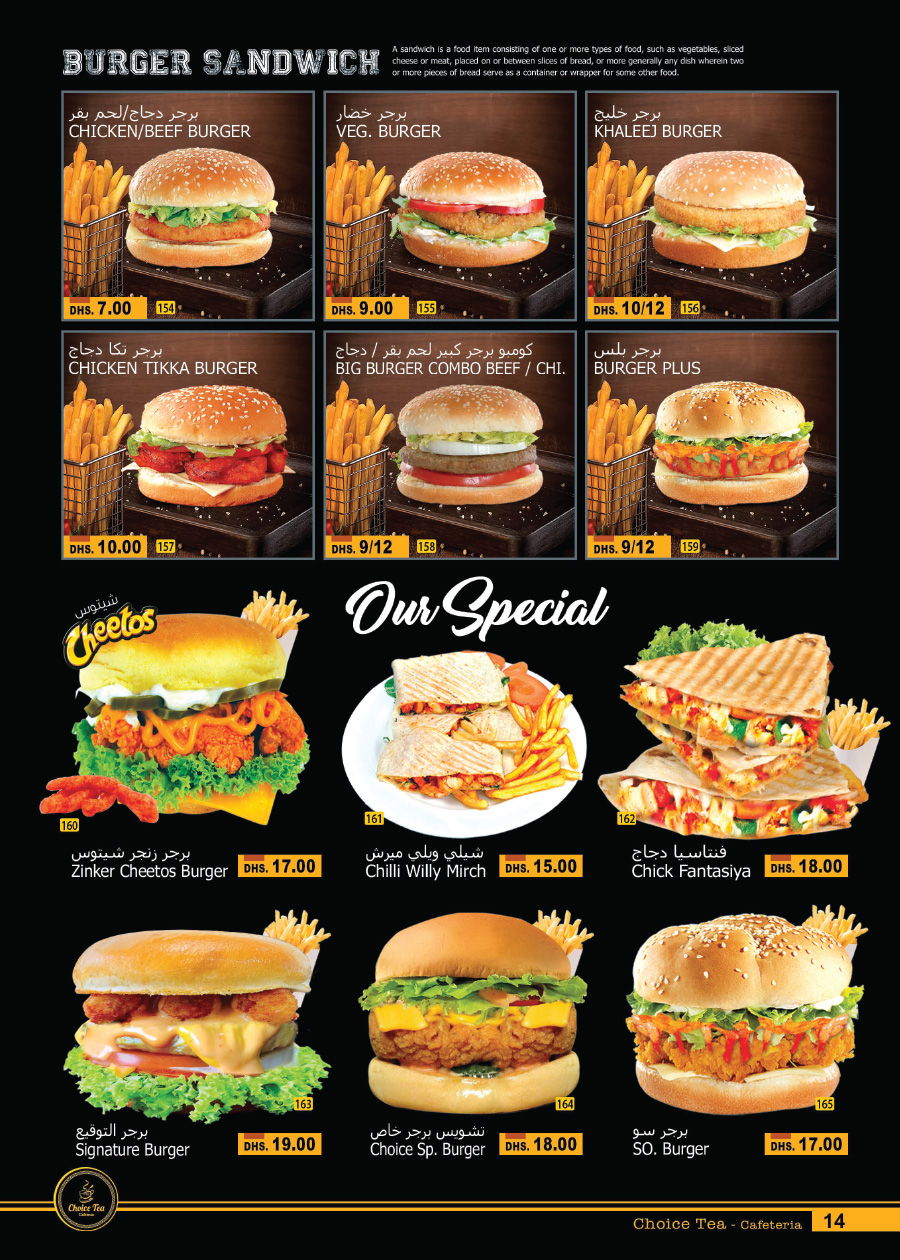 BURGER SANDWICH
A sandwich is a food item consisting of one or more types of food, such as vegetables, sliced
cheese or meat, placed on or between slices of bread, or more generally any dish wherein two
or more pieces of bread serve as a container or wrapper for some other food.
برجر دجاج/لحم بقر
CHICKEN/BEEF BURGER
DHS. 7.00
154
برجر خضار
VEG. BURGER
DHS. 9.00
155
برجر خليج
KHALEEJ BURGER
DHS. 10/12
156
برجر تكا دجاج
CHICKEN TIKKA BURGER
DHS. 10.00
157
كومبو برجر كبير لحم بقر / دجاج
BIG BURGER COMBO BEEF / CHI.
DHS. 9/12
158
برجر بلس
BURGER PLUS
DHS. 9/12
159
Our Special
شيتوس
Cheetos
160
برجر زنجر شيتوس
Zinker Cheetos Burger
DHS. 17.00
161
شيلي ويلي ميرش
Chilli Willy Mirch
DHS. 15.00
162
فنتاسيا دجاج
Chick Fantasiya
DHS. 18.00
163
برجر التوقيع
Signature Burger
DHS. 19.00
164
تشويس برجر خاص
Choice Sp. Burger
DHS. 18.00
165
برجر سو
SO. Burger
DHS. 17.00
Choice Tea
Cafeteria
Choice Tea - Cafeteria
14